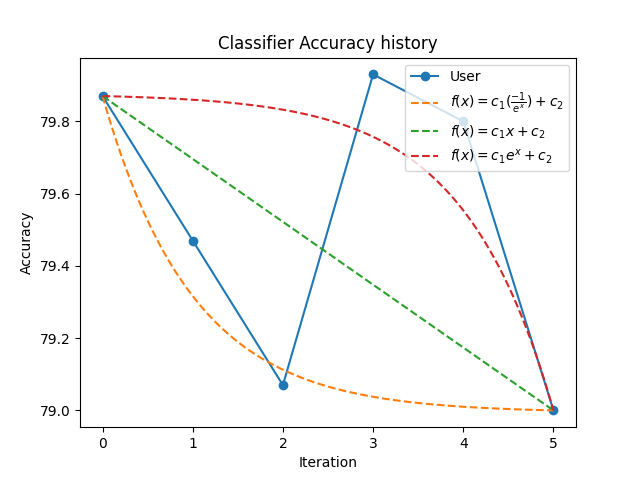 Classifier Accuracy history
User
f(x) = c₁(−1/eˣ) + c₂
f(x) = c₁x + c₂
f(x) = c₁eˣ + c₂
79.8
79.6
79.4
79.2
79.0
Accuracy
0 1 2 3 4 5
Iteration